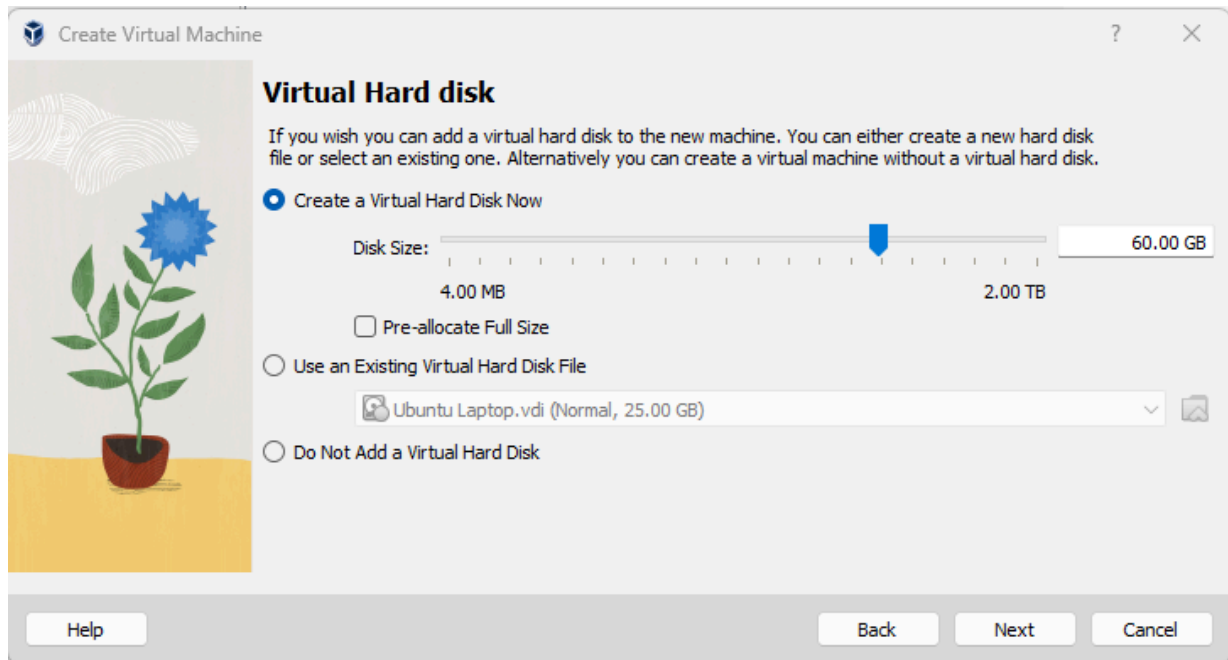 Create Virtual Machine
?
Virtual Hard disk
If you wish you can add a virtual hard disk to the new machine. You can either create a new hard disk
file or select an existing one. Alternatively you can create a virtual machine without a virtual hard disk.
Create a Virtual Hard Disk Now
Disk Size:
60.00 GB
4.00 MB
2.00 TB
Pre-allocate Full Size
Use an Existing Virtual Hard Disk File
Ubuntu Laptop.vdi (Normal, 25.00 GB)
Do Not Add a Virtual Hard Disk
Help
Back
Next
Cancel